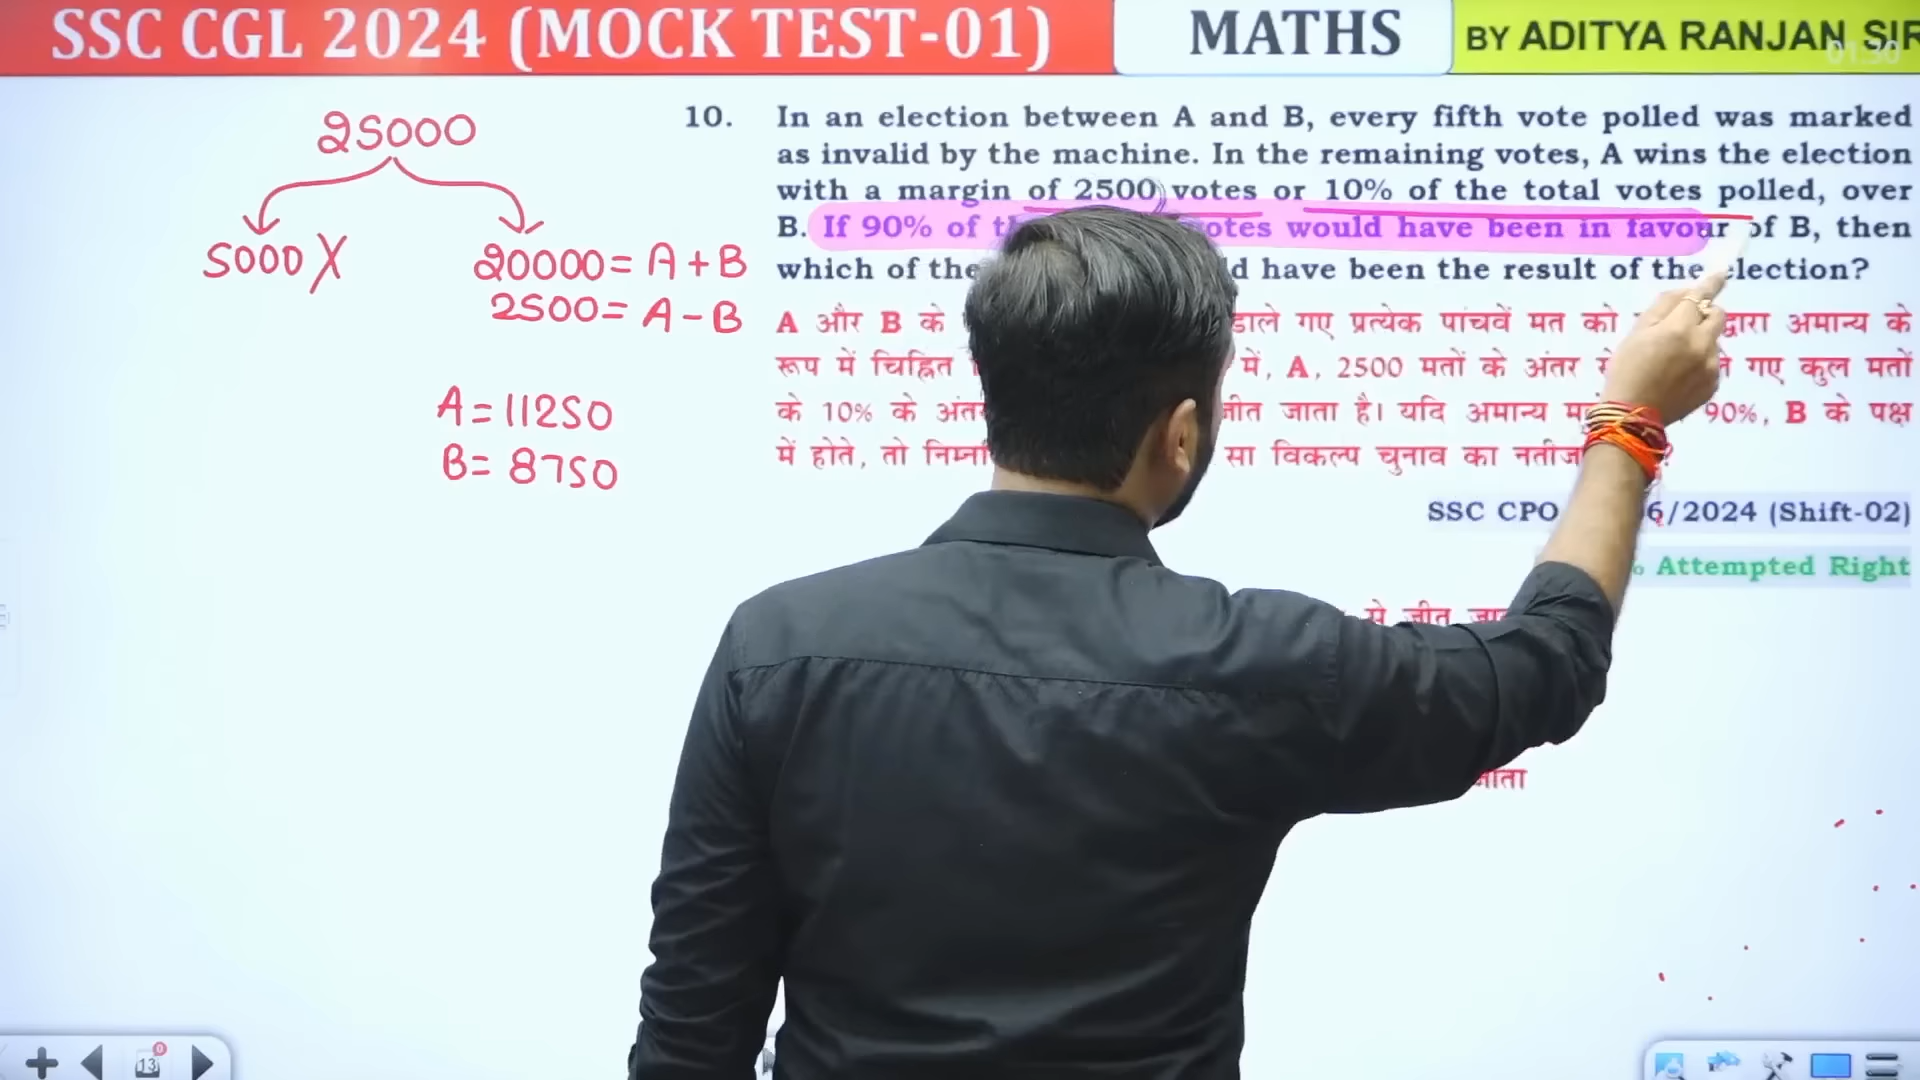 SSC CGL 2024 (MOCK TEST-01)
MATHS
BY ADITYA RANJAN SIR
01:30
25000
5000 X
20000 = A + B
2500 = A - B
A = 11250
B = 8750
10. In an election between A and B, every fifth vote polled was marked
as invalid by the machine. In the remaining votes, A wins the election
with a margin of 2500 votes or 10% of the total votes polled, over
B. If 90% of votes would have been in favour of B, then
which of the have been the result of the election?
A और B के डाले गए प्रत्येक पांचवें मत को द्वारा अमान्य के
रूप में चिह्नित में, A, 2500 मतों के अंतर गए कुल मतों
के 10% के जीत जाता है। यदि अमान्य 90%, B के पक्ष
में होते, तो सा विकल्प चुनाव का
SSC CPO /2024 (Shift-02)
Attempted Right
से जीत
13
0